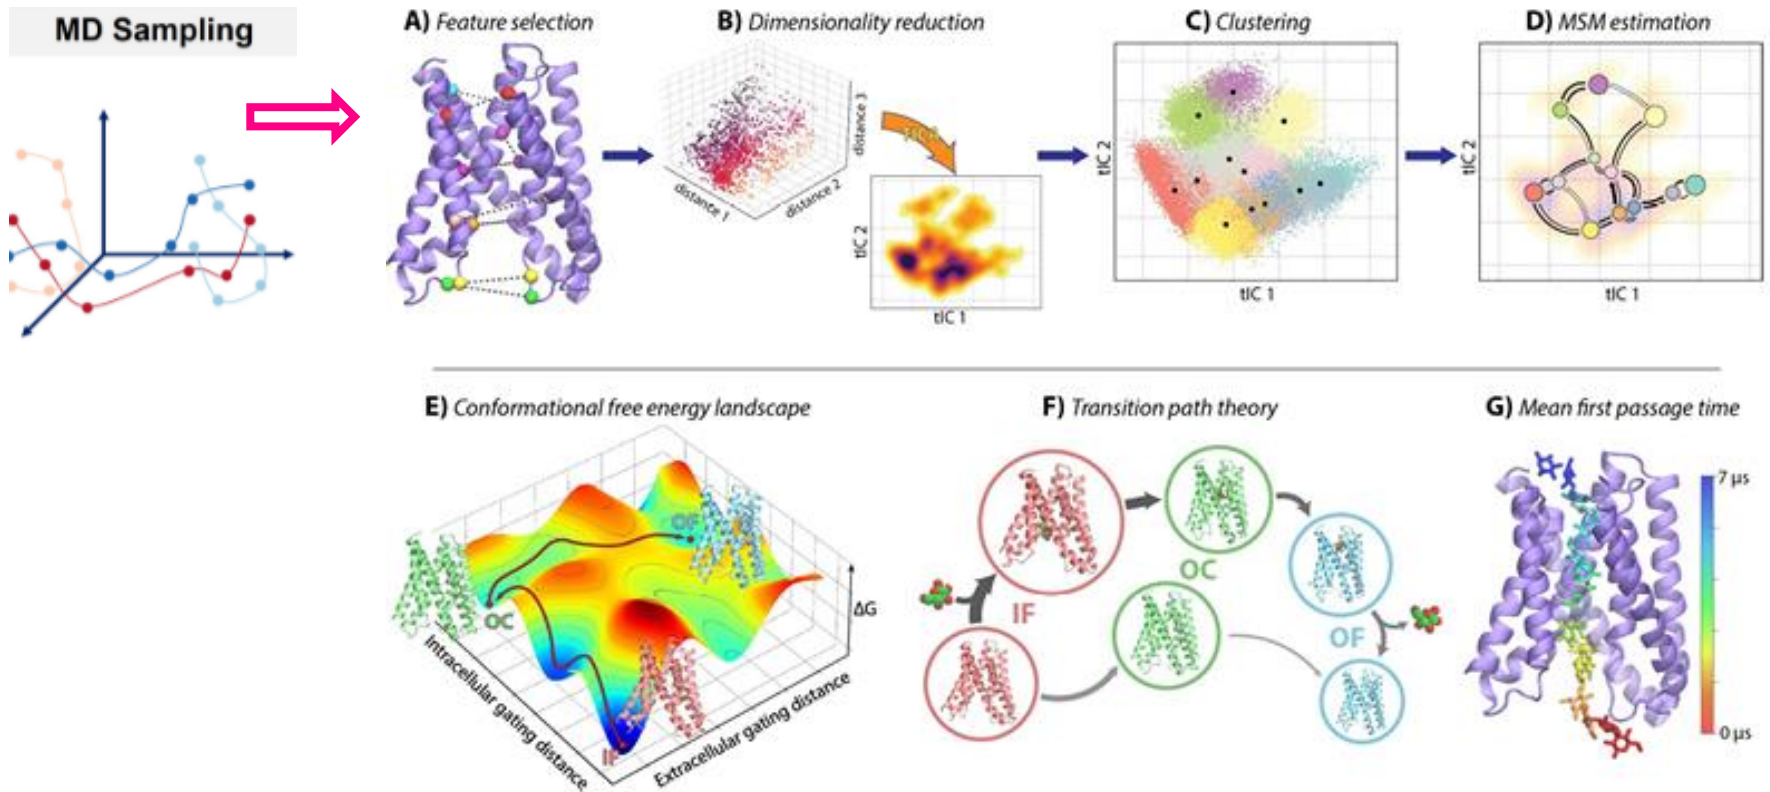 MD Sampling
A) Feature selection
B) Dimensionality reduction
distante 1
distance 2
distance 3
tICA
tIC 2
tIC 1
C) Clustering
tIC 2
tIC 1
D) MSM estimation
tIC 2
tIC 1
E) Conformational free energy landscape
OF
OC
IF
ΔG
Intracellular gating distance
Extracellular gating distance
F) Transition path theory
OC
IF
OF
G) Mean first passage time
7 μs
0 μs